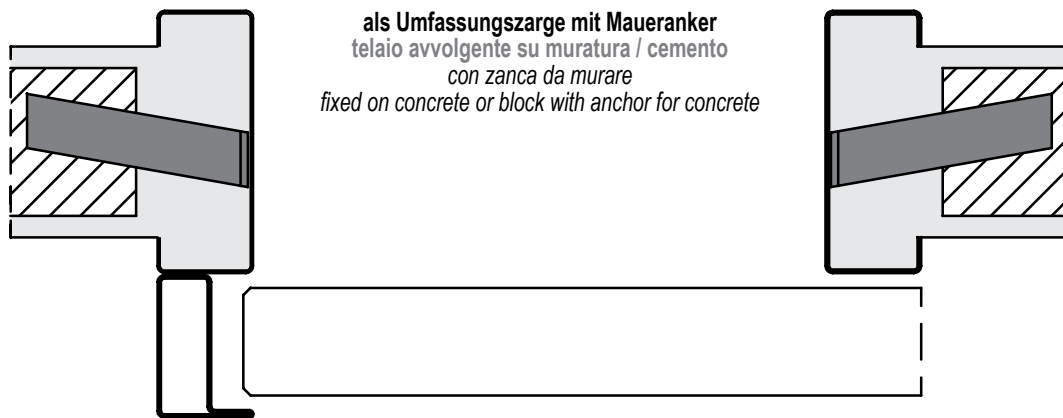 als Umfassungszarge mit Maueranker
telaio avvolgente su muratura / cemento
con zanca da murare
fixed on concrete or block with anchor for concrete